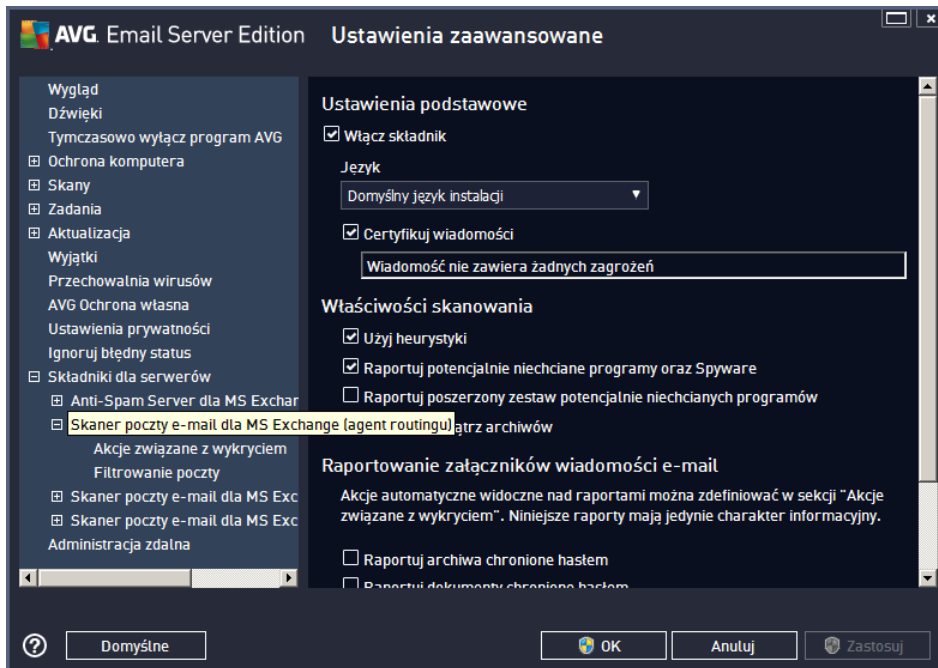 AVG. Email Server Edition Ustawienia zaawansowane
Wygląd
Dźwięki
Tymczasowo wyłącz program AVG
Ochrona komputera
Skany
Zadania
Aktualizacja
Wyjątki
Przechowalnia wirusów
AVG Ochrona własna
Ustawienia prywatności
Ignoruj błędny status
Składniki dla serwerów
Anti-Spam Server dla MS Exchar
Skaner poczty e-mail dla MS Exchange (agent routingu)
Akcje związane z wykryciem
Filtrowanie poczty
Skaner poczty e-mail dla MS Exc
Skaner poczty e-mail dla MS Exc
Administracja zdalna
Ustawienia podstawowe
Włącz składnik
Język
Domyślny język instalacji
Certyfikuj wiadomości
Wiadomość nie zawiera żadnych zagrożeń
Właściwości skanowania
Użyj heurystyki
Raportuj potencjalnie niechciane programy oraz Spyware
Raportuj poszerzony zestaw potencjalnie niechcianych programów
ątrz archiwów
Raportowanie załączników wiadomości e-mail
Akcje automatyczne widoczne nad raportami można zdefiniować w sekcji "Akcje
związane z wykryciem". Niniejsze raporty mają jedynie charakter informacyjny.
Raportuj archiwa chronione hasłem
Raportuj dokumenty chronione hasłem
Domyślne
OK
Anuluj
Zastosuj